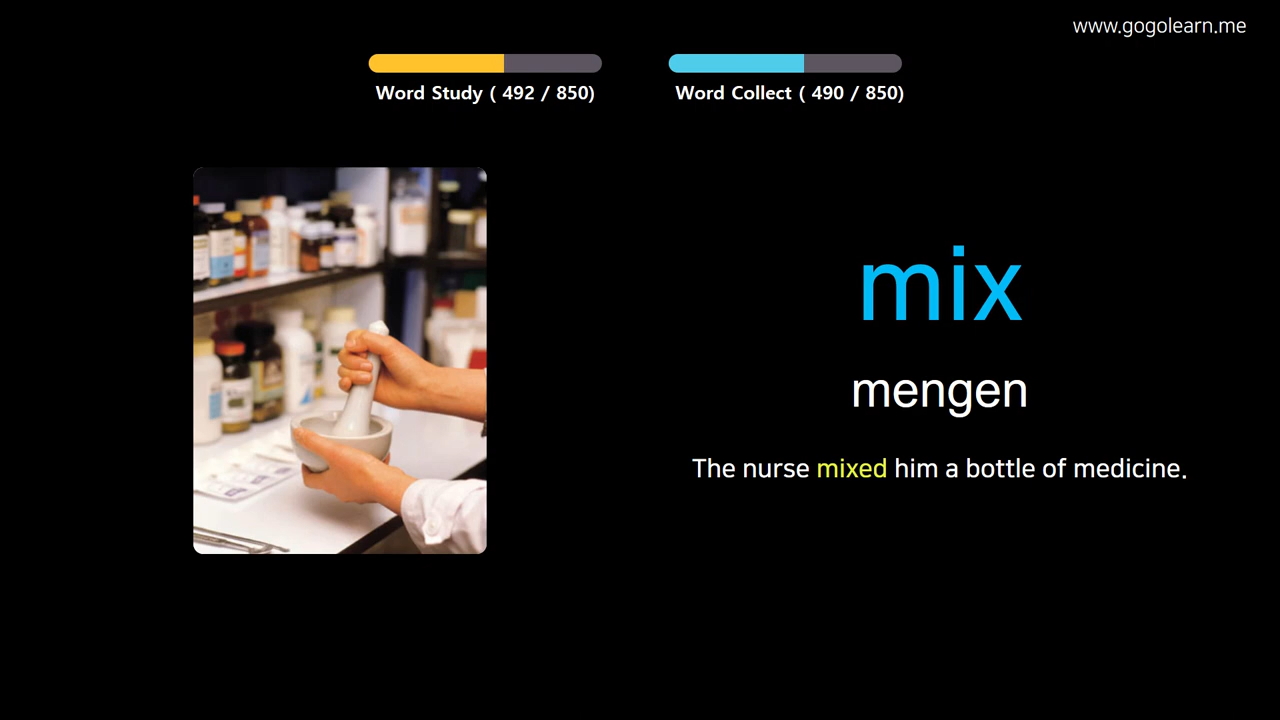 www.gogolearn.me
Word Study ( 492 / 850)
Word Collect ( 490 / 850)
mix
mengen
The nurse mixed him a bottle of medicine.